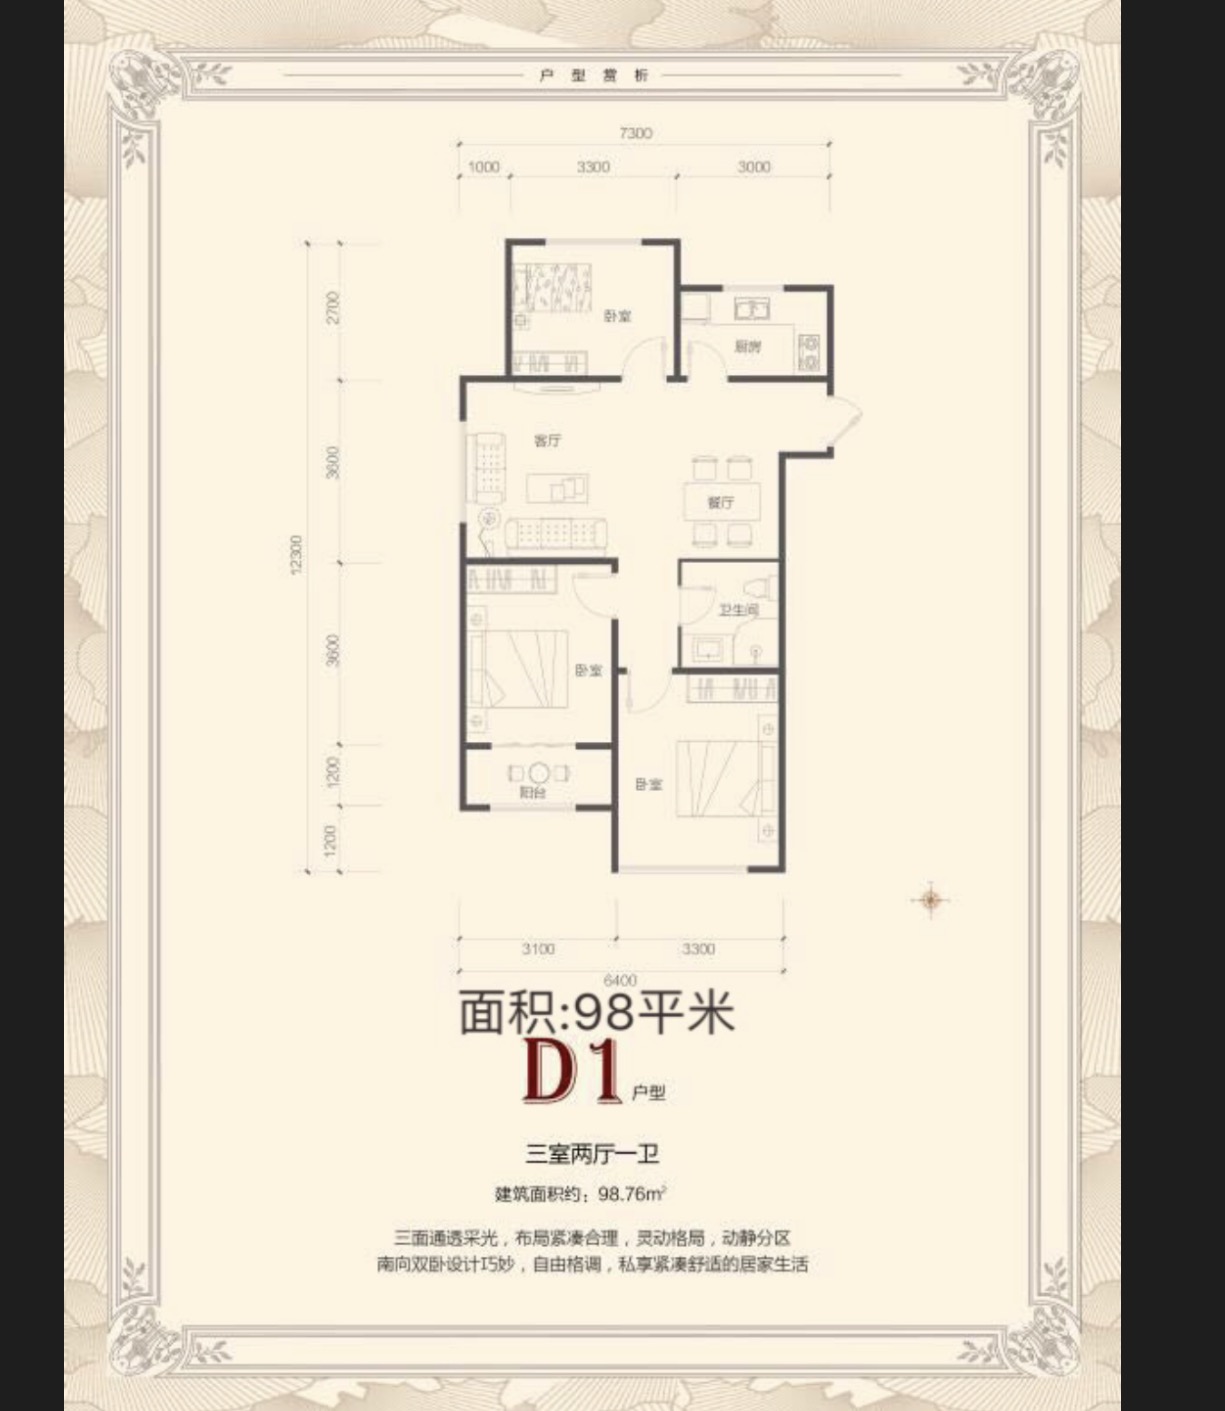 户型赏析
7300
1000 3300 3000
2700
卧室
厨房
3600
客厅
餐厅
12300
3600
卫生间
卧室
1200
阳台
卧室
1200
3100 3300
6400
面积:98平米
D1户型
三室两厅一卫
建筑面积约：98.76m²
三面通透采光，布局紧凑合理，灵动格局，动静分区
南向双卧设计巧妙，自由格调，私享紧凑舒适的居家生活